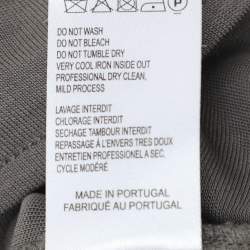 P
DO NOT WASH
DO NOT BLEACH
DO NOT TUMBLE DRY
VERY COOL IRON INSIDE OUT
PROFESSIONAL DRY CLEAN.
MILD PROCESS
LAVAGE INTERDIT
CHLORAGE INTERDIT
SECHAGE TAMBOUR INTERDIT
REPASSAGE À L'ENVERS TRES DOUX
ENTRETIEN PROFESSIONEL A SEC.
CYCLE MODÉRÉ
MADE IN PORTUGAL
FABRIQUÉ AU PORTUGAL